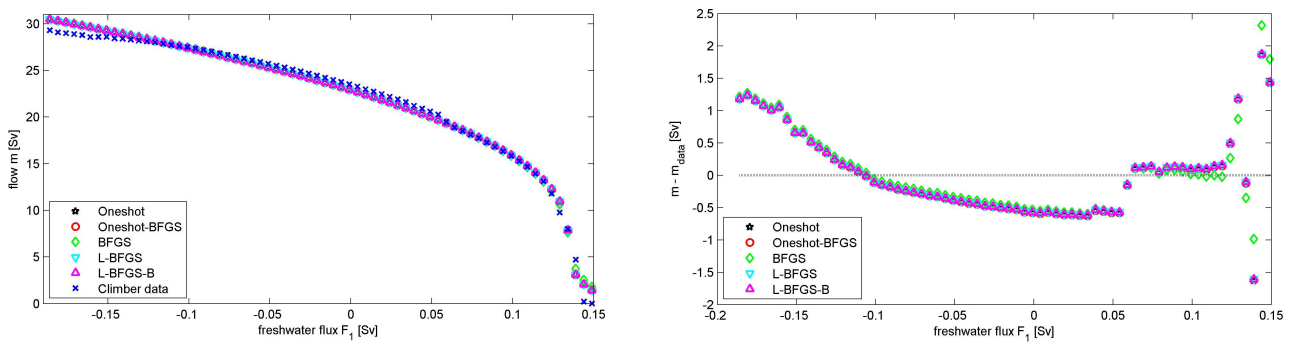 30
25
20
15
10
5
0
flow m [Sv]
Oneshot
Oneshot-BFGS
BFGS
L-BFGS
L-BFGS-B
Climber data
-0.15
-0.1
-0.05
0
0.05
0.1
0.15
freshwater flux F1 [Sv]
2.5
2
1.5
1
0.5
0
-0.5
-1
-1.5
-2
m - mdata [Sv]
Oneshot
Oneshot-BFGS
BFGS
L-BFGS
L-BFGS-B
-0.2
-0.15
-0.1
-0.05
0
0.05
0.1
0.15
freshwater flux F1 [Sv]